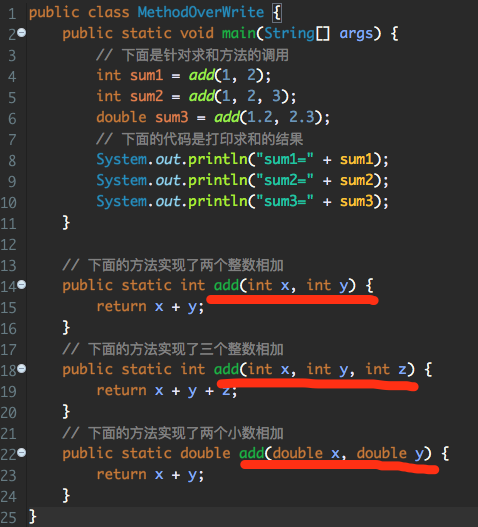 1 public class MethodOverWrite {
2 public static void main(String[] args) {
3 // 下面是针对求和方法的调用
4 int sum1 = add(1, 2);
5 int sum2 = add(1, 2, 3);
6 double sum3 = add(1.2, 2.3);
7 // 下面的代码是打印求和的结果
8 System.out.println("sum1=" + sum1);
9 System.out.println("sum2=" + sum2);
10 System.out.println("sum3=" + sum3);
11 }
12
13 // 下面的方法实现了两个整数相加
14 public static int add(int x, int y) {
15 return x + y;
16 }
17 // 下面的方法实现了三个整数相加
18 public static int add(int x, int y, int z) {
19 return x + y + z;
20 }
21 // 下面的方法实现了两个小数相加
22 public static double add(double x, double y) {
23 return x + y;
24 }
25 }